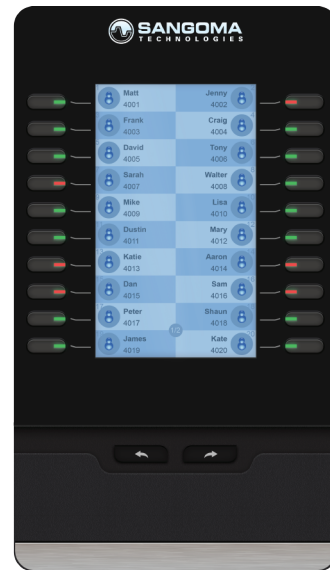 SANGOMA
TECHNOLOGIES
Matt Jenny
4001 4002
Frank Craig
4003 4004
David Tony
4005 4006
Sarah Walter
4007 4008
Mike Lisa
4009 4010
Dustin Mary
4011 4012
Katie Aaron
4013 4014
Dan Sam
4015 4016
Peter Shaun
4017 4018
1/2
James Kate
4019 4020